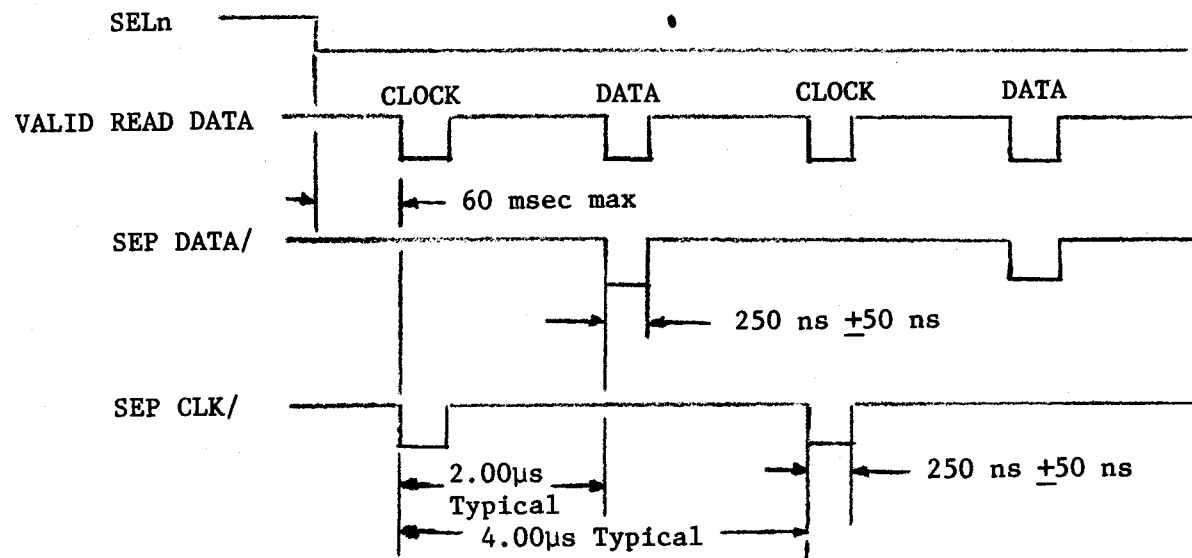 SELn
CLOCK DATA CLOCK DATA
VALID READ DATA
60 msec max
SEP DATA/
250 ns ±50 ns
SEP CLK/
2.00µs
Typical
250 ns ±50 ns
4.00µs Typical